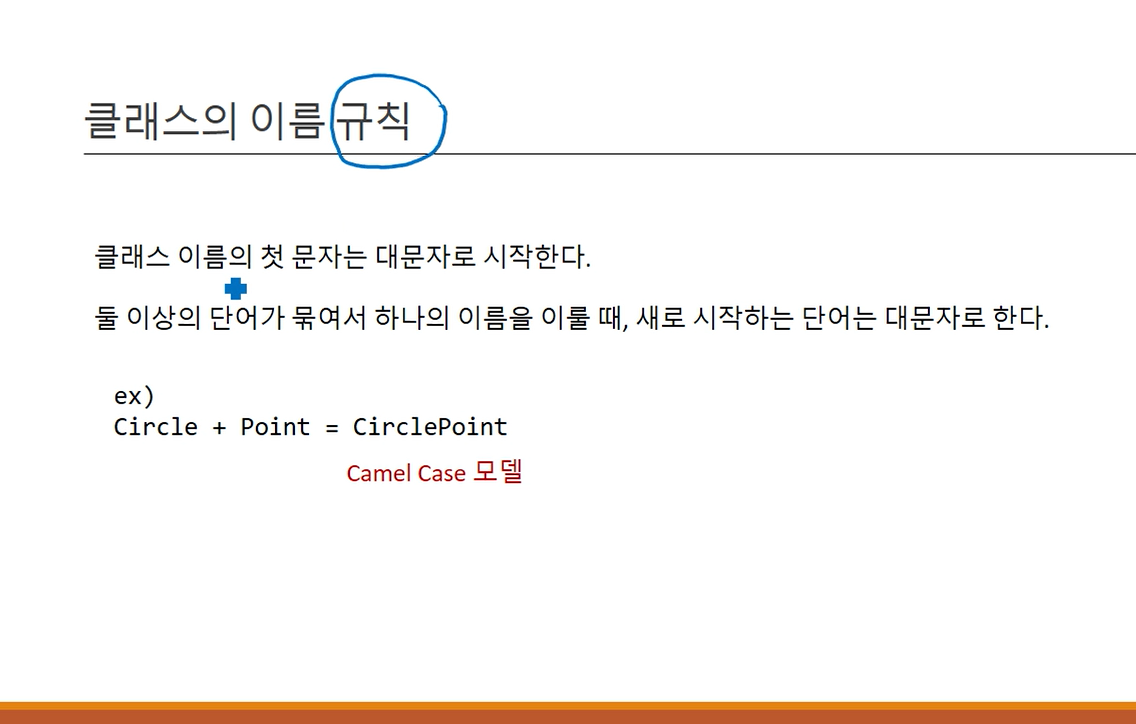 클래스의 이름 규칙
클래스 이름의 첫 문자는 대문자로 시작한다.
둘 이상의 단어가 묶여서 하나의 이름을 이룰 때, 새로 시작하는 단어는 대문자로 한다.
ex)
Circle + Point = CirclePoint
Camel Case 모델